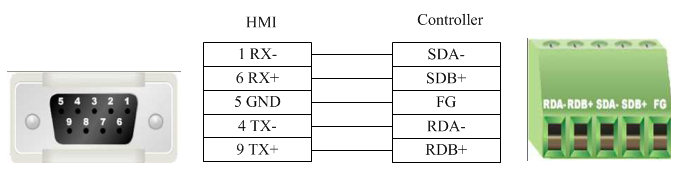 HMI
Controller
1 RX-
SDA-
6 RX+
SDB+
5 GND
FG
4 TX-
RDA-
9 TX+
RDB+
5 4 3 2 1
9 8 7 6
RDA- RDB+ SDA- SDB+ FG